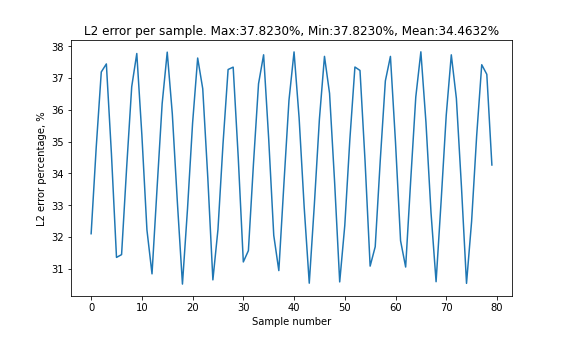 L2 error per sample. Max:37.8230%, Min:37.8230%, Mean:34.4632%
38
37
36
35
34
33
32
31
L2 error percentage, %
0 10 20 30 40 50 60 70 80
Sample number